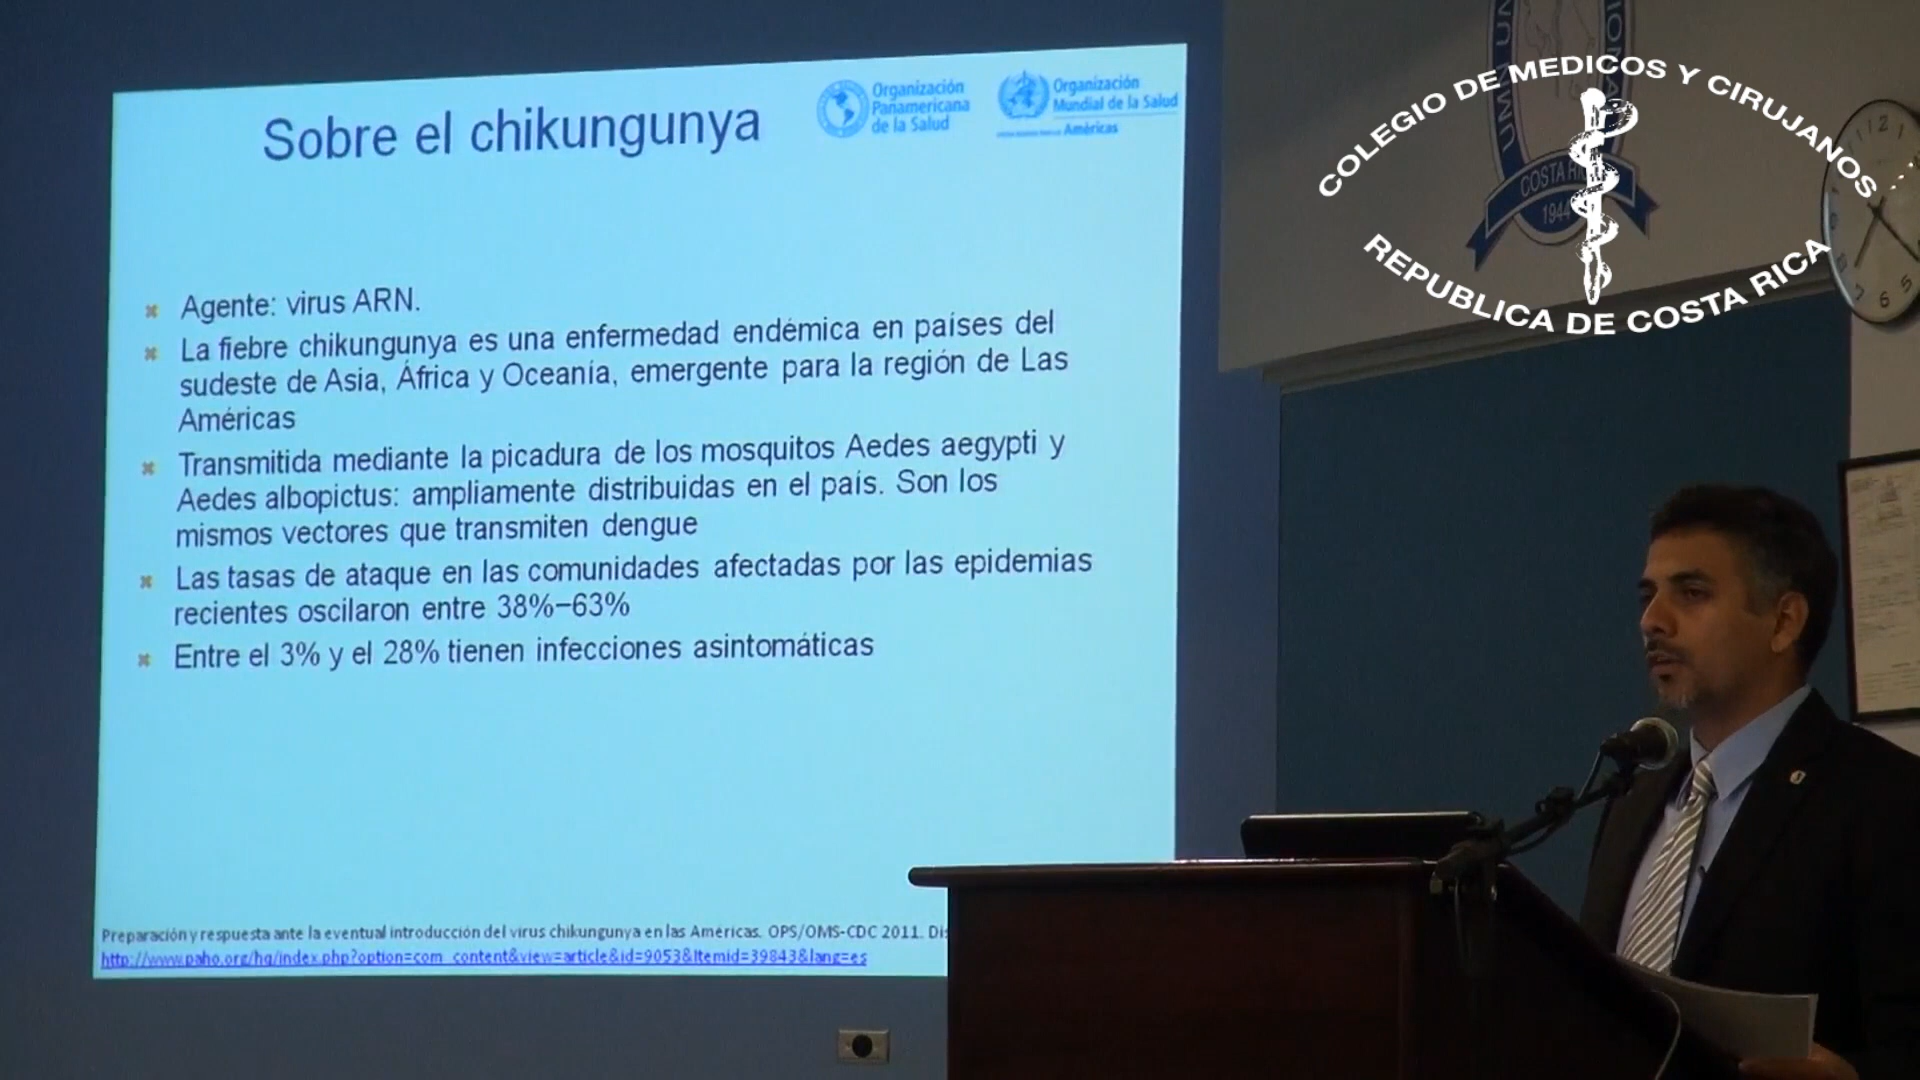 Sobre el chikungunya
Organización
Panamericana
de la Salud
Organización
Mundial de la Salud
Américas
Agente: virus ARN.
La fiebre chikungunya es una enfermedad endémica en países del
sudeste de Asia, África y Oceanía, emergente para la región de Las
Américas
Transmitida mediante la picadura de los mosquitos Aedes aegypti y
Aedes albopictus: ampliamente distribuidas en el país. Son los
mismos vectores que transmiten dengue
Las tasas de ataque en las comunidades afectadas por las epidemias
recientes oscilaron entre 38%–63%
Entre el 3% y el 28% tienen infecciones asintomáticas
Preparación y respuesta ante la eventual introducción del virus chikungunya en las Américas. OPS/OMS-CDC 2011.
http://www.paho.org/hq/index.php?option=com_content&view=article&id=9053&Itemid=39843&lang=es
COLEGIO DE MEDICOS Y CIRUJANOS
REPUBLICA DE COSTA RICA
COSTA
1944
12
1
5
6
7